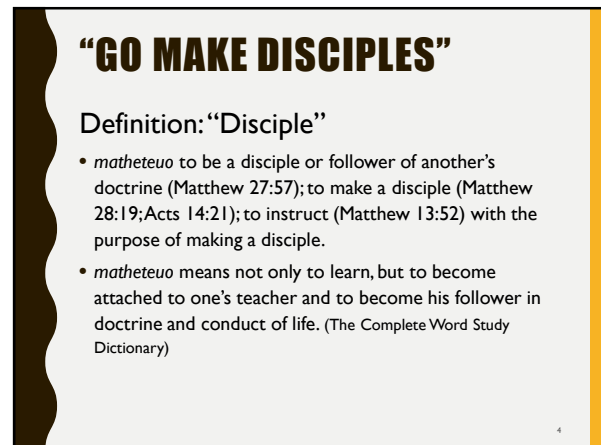 “GO MAKE DISCIPLES”
Definition: “Disciple”
• matheteuo to be a disciple or follower of another’s
doctrine (Matthew 27:57); to make a disciple (Matthew
28:19; Acts 14:21); to instruct (Matthew 13:52) with the
purpose of making a disciple.
• matheteuo means not only to learn, but to become
attached to one’s teacher and to become his follower in
doctrine and conduct of life. (The Complete Word Study
Dictionary)
4